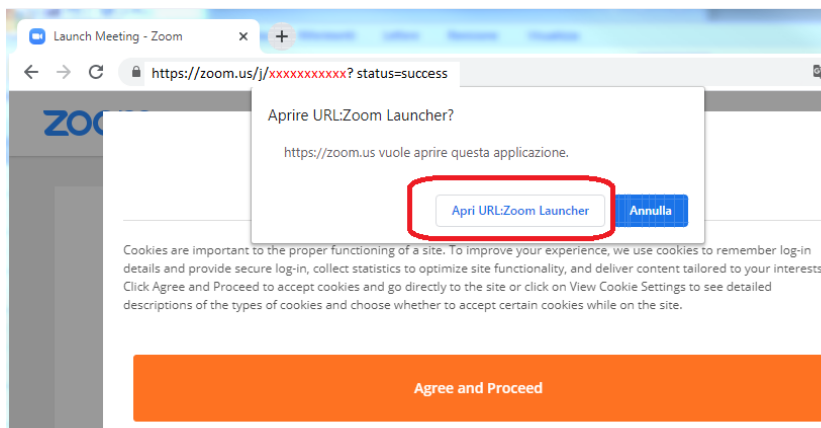 Launch Meeting - Zoom
https://zoom.us/j/xxxxxxxxxxx? status=success
Aprire URL:Zoom Launcher?
https://zoom.us vuole aprire questa applicazione.
Apri URL:Zoom Launcher
Annulla
Cookies are important to the proper functioning of a site. To improve your experience, we use cookies to remember log-in
details and provide secure log-in, collect statistics to optimize site functionality, and deliver content tailored to your interests
Click Agree and Proceed to accept cookies and go directly to the site or click on View Cookie Settings to see detailed
descriptions of the types of cookies and choose whether to accept certain cookies while on the site.
Agree and Proceed